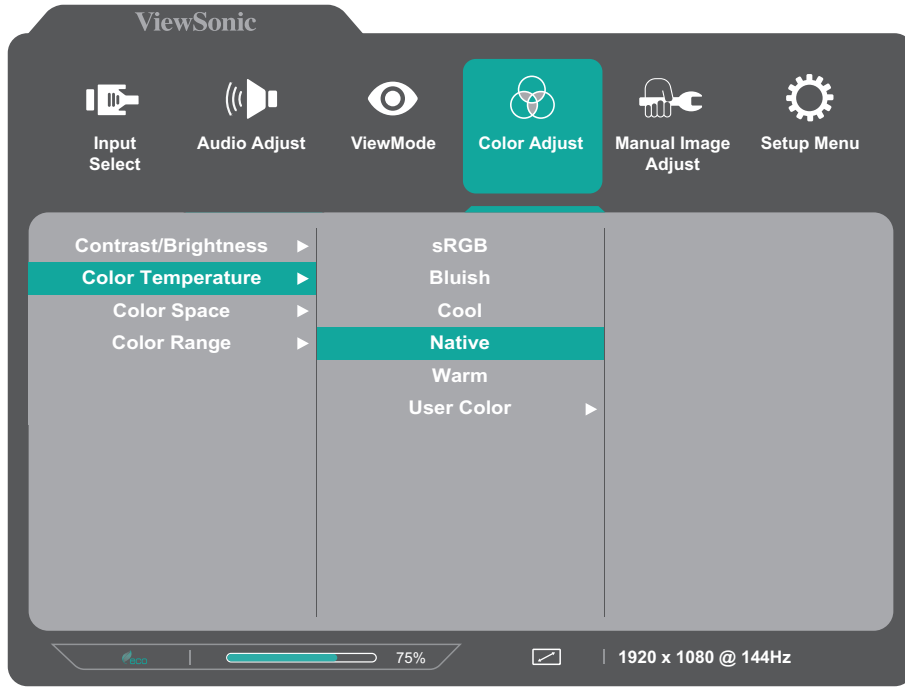 ViewSonic
Input
Select
Audio Adjust
ViewMode
Color Adjust
Manual Image
Adjust
Setup Menu
Contrast/Brightness
Color Temperature
Color Space
Color Range
sRGB
Bluish
Cool
Native
Warm
User Color
eco
75%
1920 x 1080 @ 144Hz